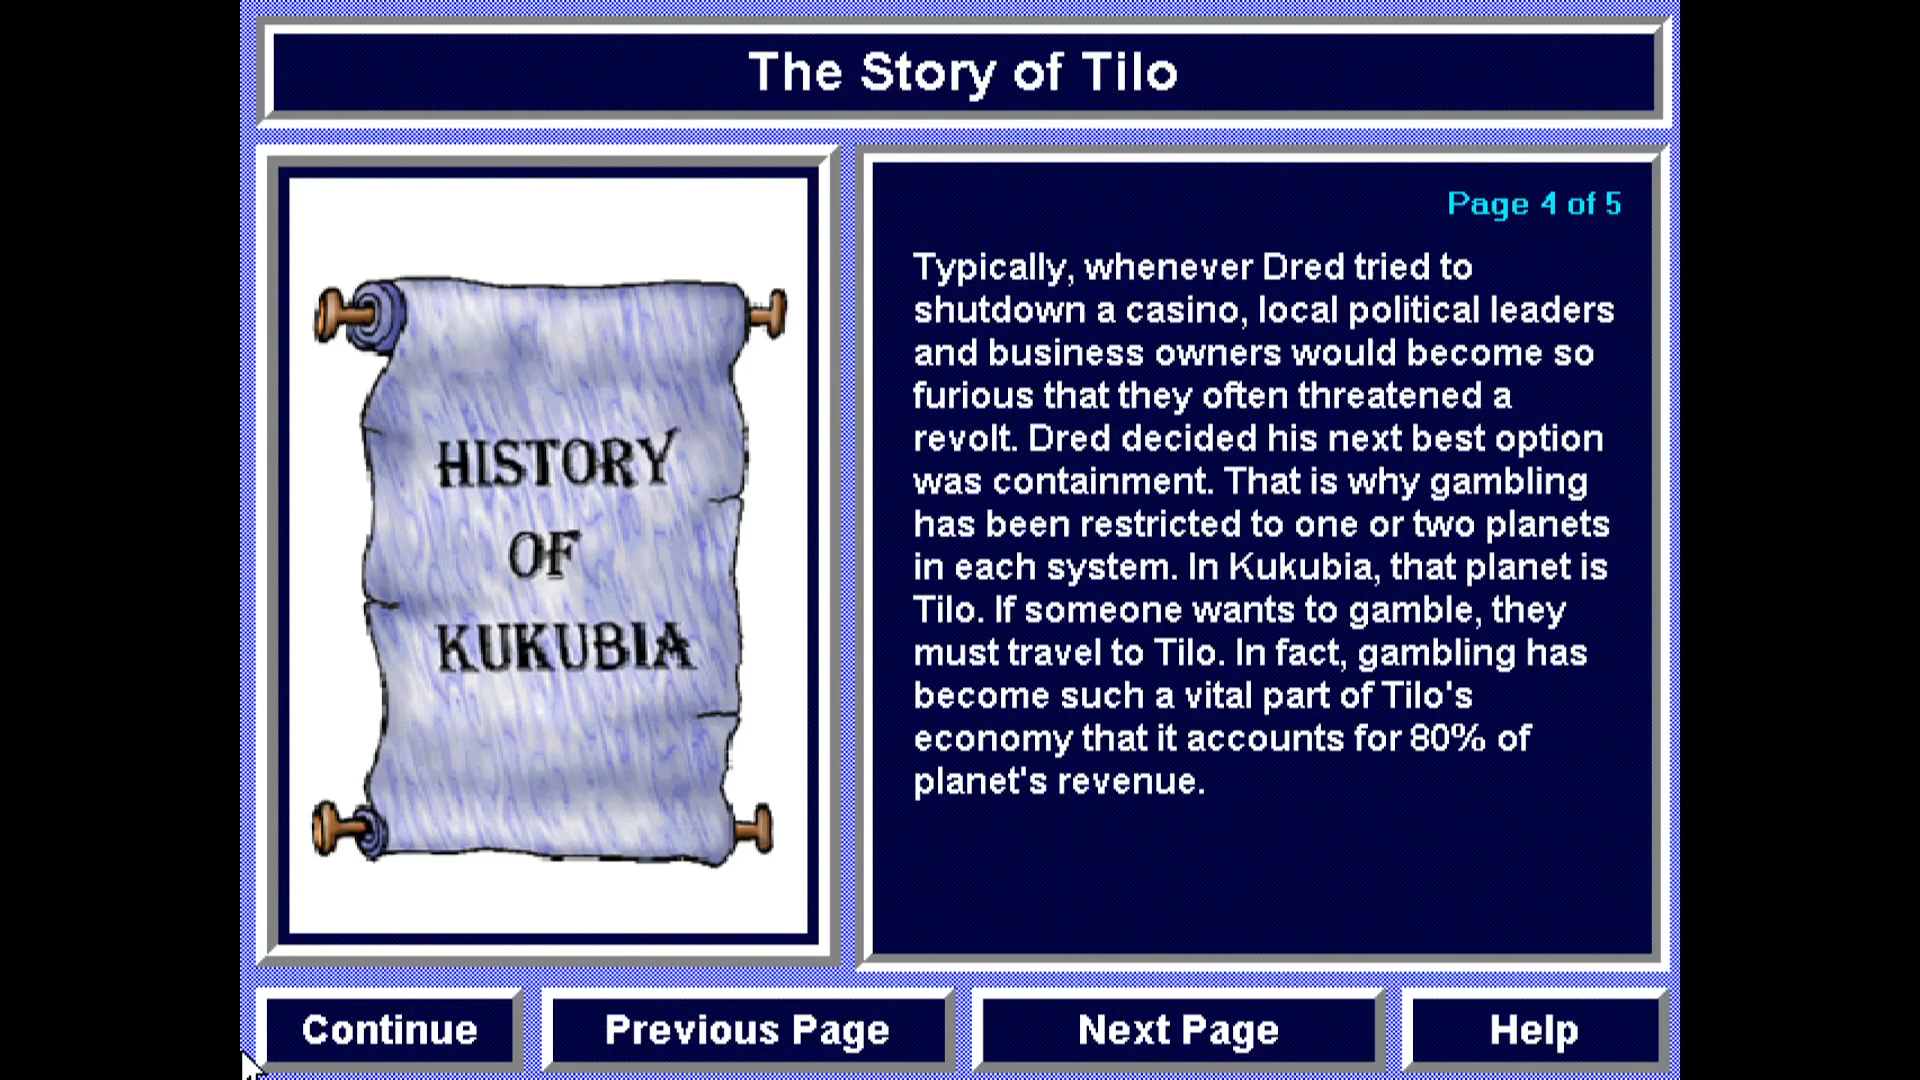 The Story of Tilo
HISTORY
OF
KUKUBIA
Page 4 of 5
Typically, whenever Dred tried to
shutdown a casino, local political leaders
and business owners would become so
furious that they often threatened a
revolt. Dred decided his next best option
was containment. That is why gambling
has been restricted to one or two planets
in each system. In Kukubia, that planet is
Tilo. If someone wants to gamble, they
must travel to Tilo. In fact, gambling has
become such a vital part of Tilo's
economy that it accounts for 80% of
planet's revenue.
Continue
Previous Page
Next Page
Help